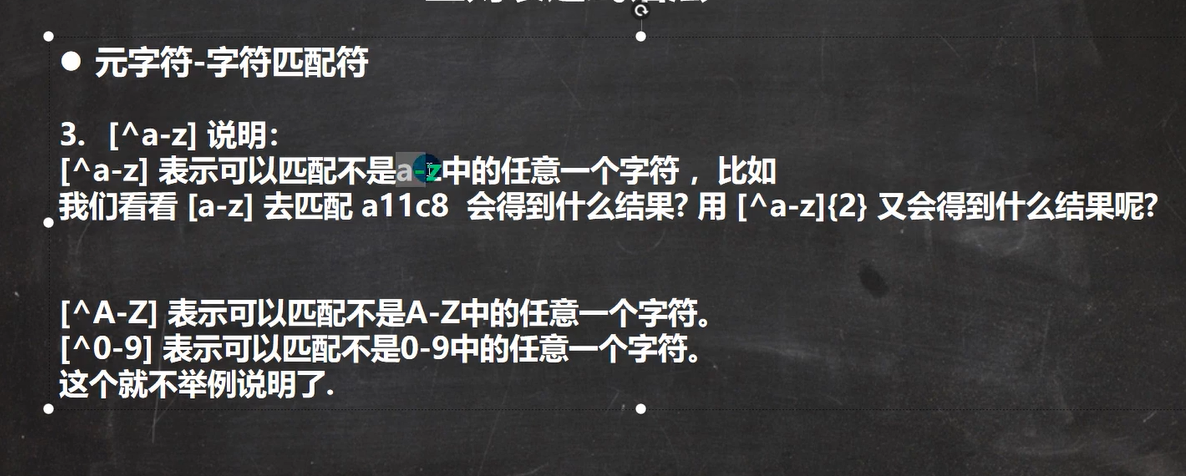 ● 元字符-字符匹配符
3. [^a-z] 说明：
[^a-z] 表示可以匹配不是a-z中的任意一个字符 ，比如
我们看看 [a-z] 去匹配 a11c8 会得到什么结果? 用 [^a-z]{2} 又会得到什么结果呢?
[^A-Z] 表示可以匹配不是A-Z中的任意一个字符。
[^0-9] 表示可以匹配不是0-9中的任意一个字符。
这个就不举例说明了.